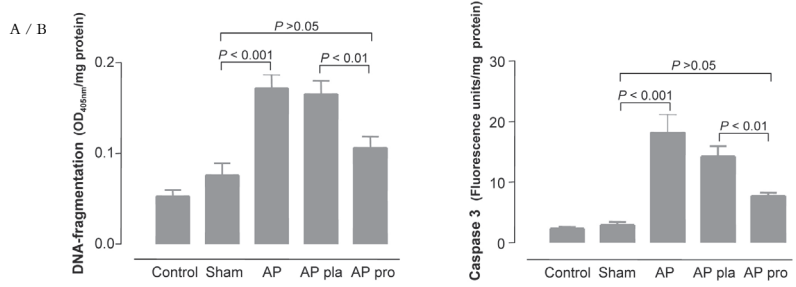 A / B
DNA-fragmentation (OD405nm/mg protein)
0.2
0.1
0.0
P >0.05
P < 0.001
P < 0.01
Control Sham AP AP pla AP pro
Caspase 3 (Fluorescence units/mg protein)
30
20
10
0
P >0.05
P < 0.001
P < 0.01
Control Sham AP AP pla AP pro